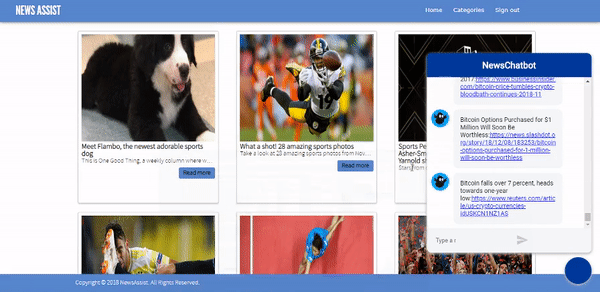 NEWS ASSIST
Home
Categories
Sign out
Meet Flambo, the newest adorable sports
dog
This is One Good Thing, a weekly column where w...
Read more
What a shot! 28 amazing sports photos
Take a look at 28 amazing sports photos from Nov...
Read more
Sports Pe
Asher-Sm
Yarnold sh
Stars from
NewsChatbot
2017.https://www.businessinsider.
com/bitcoin-price-tumbles-crypto-
bloodbath-continues-2018-11
Bitcoin Options Purchased for $1
Million Will Soon Be
Worthless:https://news.slashdot.o
rg/story/18/12/08/183253/bitcoin
-options-purchased-for-1-million-
will-soon-be-worthless
Bitcoin falls over 7 percent, heads
towards one-year
low:https://www.reuters.com/artic
le/us-crypto-currencies-
idUSKCN1NZ1AS
Type a
Copyright © 2018 NewsAssist. All Rights Reserved.